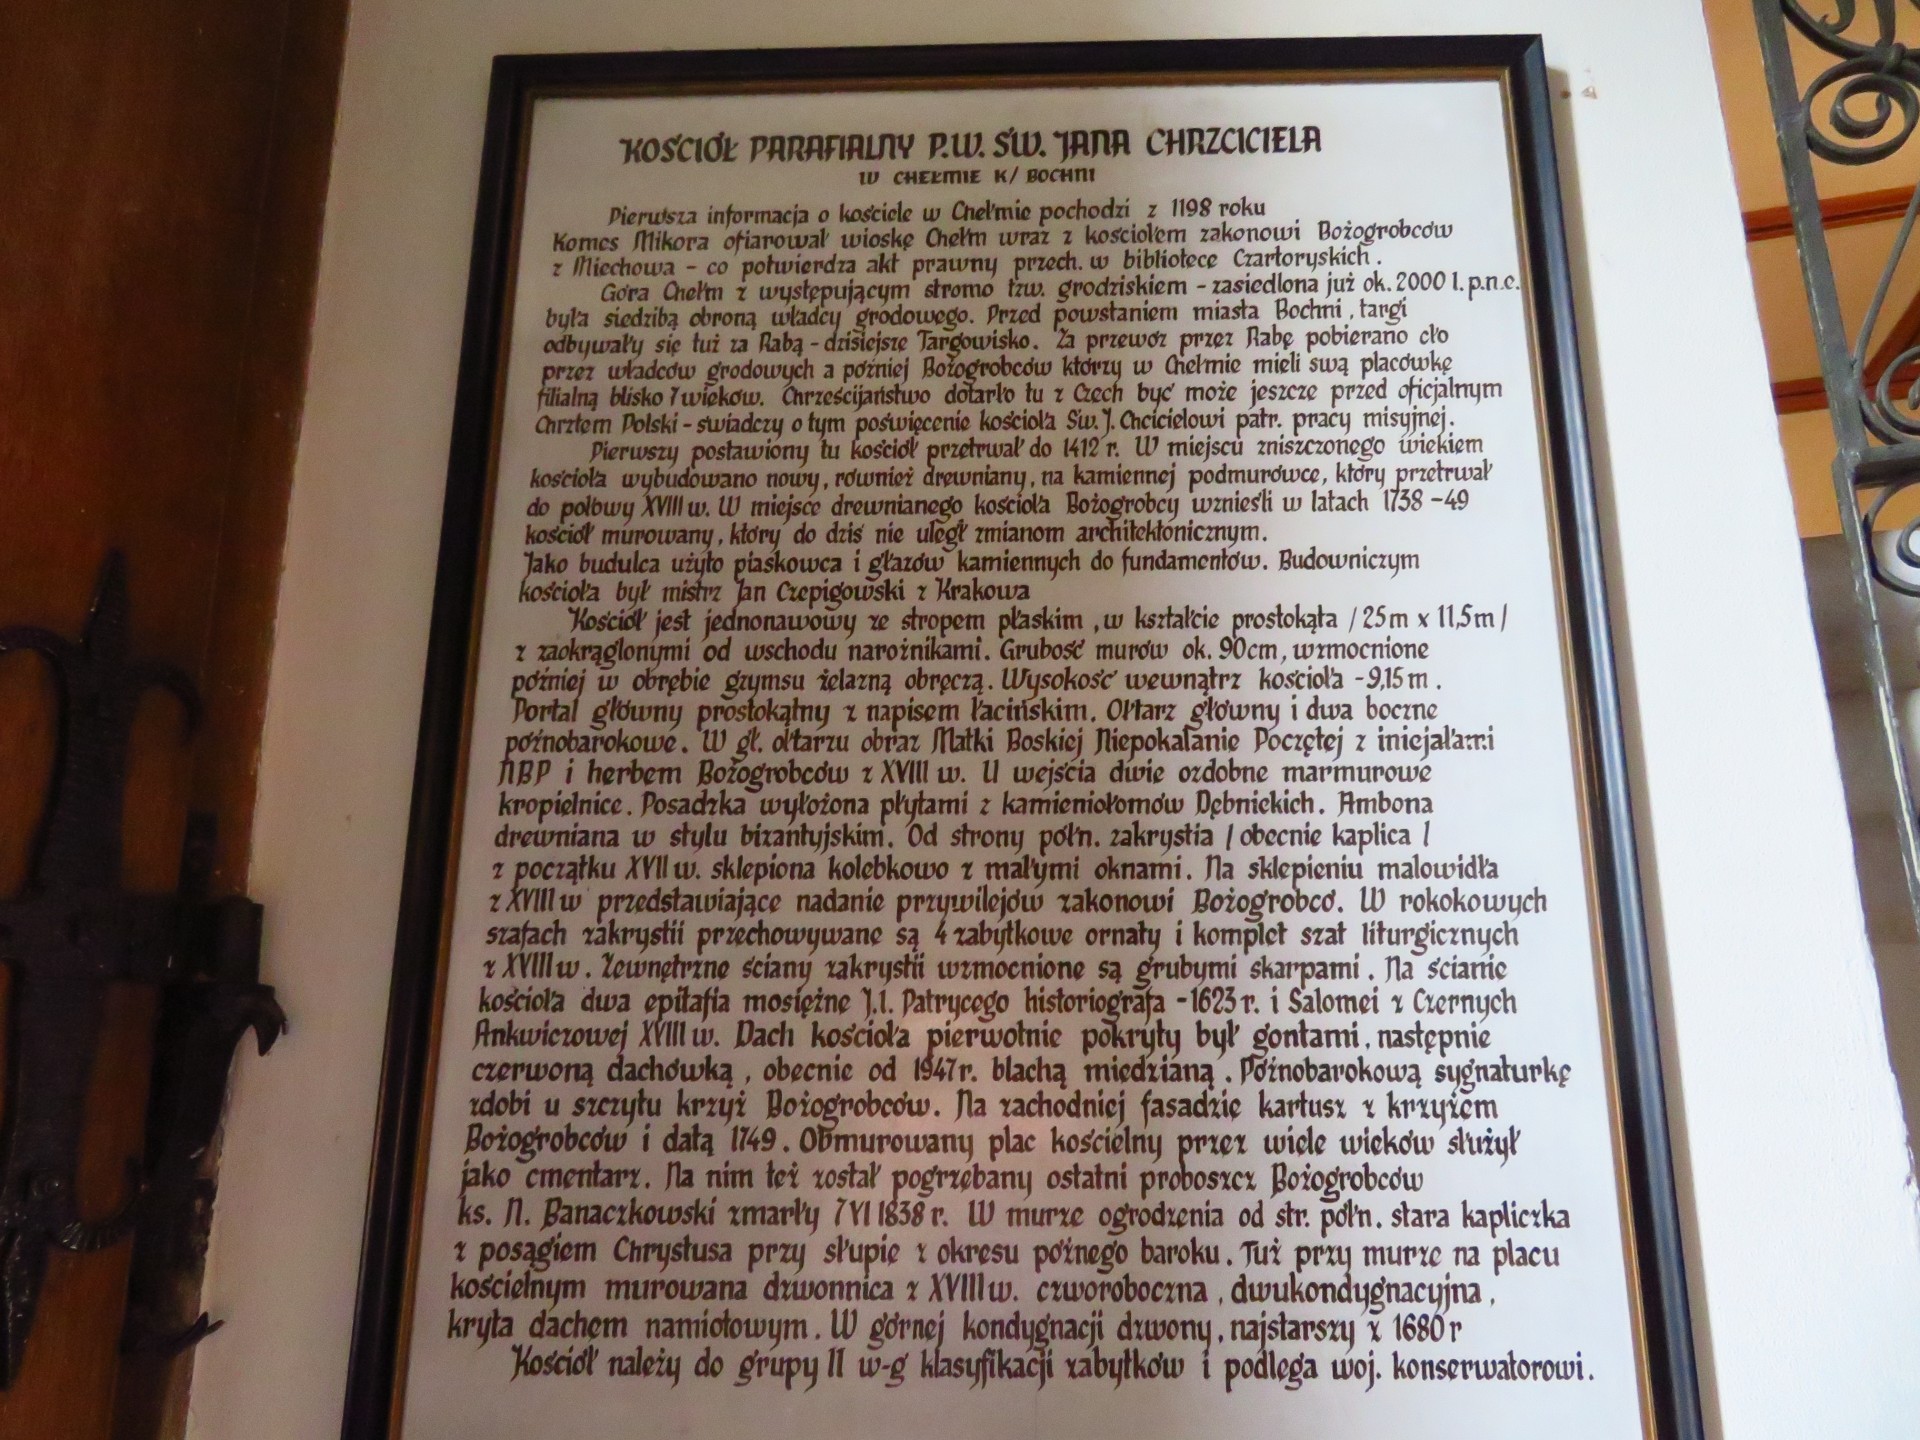 KOŚCIÓŁ PARAFIALNY P.W. ŚW. JANA CHRZCICIELA
W CHEŁMIE K/ BOCHNI
Pierwsza informacja o kościele w Chełmie pochodzi z 1198 roku
Komes Mikora ofiarował wioskę Chełm wraz z kościołem zakonowi Bożogrobców
z Miechowa - co potwierdza akt prawny przech. w bibliotece Czartoryskich.
Góra Chełm z występującym stromo tzw. grodziskiem - zasiedlona już ok. 2000 l. p.n.e.
była siedzibą obroną władcy grodowego. Przed powstaniem miasta Bochni, targi
odbywały się tuż za Rabą - dzisiejsze Targowisko. Za przewóz przez Rabę pobierano cło
przez władców grodowych a później Bożogrobców którzy w Chełmie mieli swą placówkę
filialną blisko 7 wieków. Chrześcijaństwo dotarło tu z Czech być może jeszcze przed oficjalnym
Chrztem Polski - świadczy o tym poświęcenie kościoła Św. J. Chcicielowi patr. pracy misyjnej.
Pierwszy postawiony tu kościół przetrwał do 1412 r. W miejscu zniszczonego wiekiem
kościoła wybudowano nowy, również drewniany, na kamiennej podmurówce, który przetrwał
do połowy XVIII w. W miejsce drewnianego kościoła Bożogrobcy wznieśli w latach 1738 - 49
kościół murowany, który do dziś nie uległ zmianom architektonicznym.
Jako budulca użyto piaskowca i głazów kamiennych do fundamentów. Budowniczym
kościoła był mistrz Jan Czepigowski z Krakowa
Kościół jest jednonawowy ze stropem płaskim, w kształcie prostokąta / 25 m x 11,5 m /
z zaokrąglonymi od wschodu narożnikami. Grubość murów ok. 90 cm, wzmocnione
później w obrębie gzymsu żelazną obręczą. Wysokość wewnątrz kościoła - 9,15 m.
Portal główny prostokątny z napisem łacińskim. Ołtarz główny i dwa boczne
późnobarokowe. W gł. ołtarzu obraz Matki Boskiej Niepokalanie Poczętej z inicjałami
NBP i herbem Bożogrobców z XVIII w. U wejścia dwie ozdobne marmurowe
kropielnice. Posadzka wyłożona płytami z kamieniołomów Dębnickich. Ambona
drewniana w stylu bizantyjskim. Od strony półn. zakrystia / obecnie kaplica /
z początku XVII w. sklepiona kolebkowo z małymi oknami. Na sklepieniu malowidła
z XVIII w przedstawiające nadanie przywilejów zakonowi Bożogrobcó. W rokokowych
szafach zakrystii przechowywane są 4 zabytkowe ornaty i komplet szat liturgicznych
z XVIII w. Zewnętrzne ściany zakrystii wzmocnione są grubymi skarpami. Na ścianie
kościoła dwa epitafia mosiężne J.I. Patrycego historiografa - 1623 r. i Salomei z Czernych
Ankwiczowej XVIII w. Dach kościoła pierwotnie pokryty był gontami, następnie
czerwoną dachówką, obecnie od 1947 r. blachą miedzianą. Późnobarokową sygnaturkę
zdobi u szczytu krzyż Bożogrobców. Na zachodniej fasadzie kartusz z krzyżem
Bożogrobców i datą 1749. Obmurowany plac kościelny przez wiele wieków służył
jako cmentarz. Na nim też został pogrzebany ostatni proboszcz Bożogrobców
ks. N. Banaczkowski zmarły 7 VI 1838 r. W murze ogrodzenia od str. półn. stara kapliczka
z posągiem Chrystusa przy słupie z okresu późnego baroku. Tuż przy murze na placu
kościelnym murowana dzwonnica z XVIII w. czworoboczna, dwukondygnacyjna,
kryta dachem namiotowym. W górnej kondygnacji dzwony, najstarszy z 1680 r
Kościół należy do grupy II w-g klasyfikacji zabytków i podlega woj. konserwatorowi.